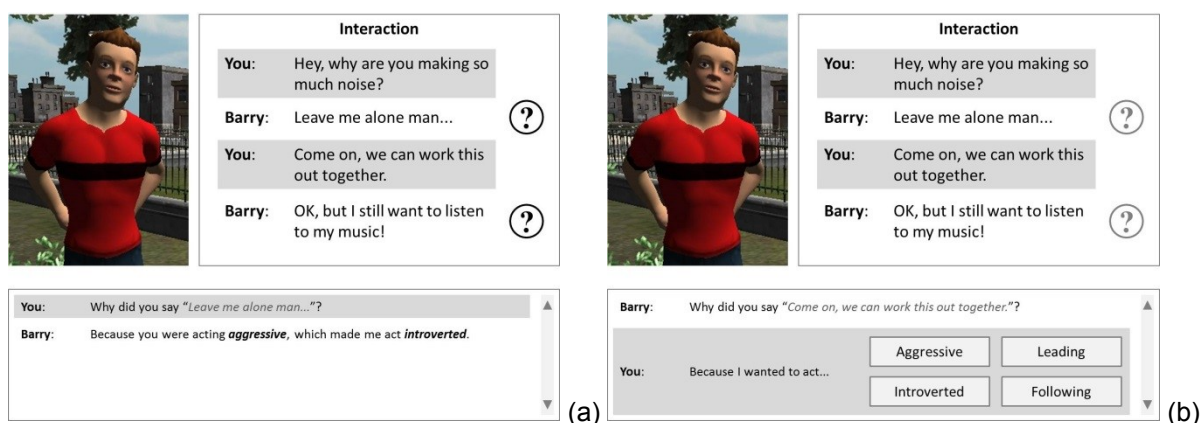 Interaction
You: Hey, why are you making so
much noise?
Barry: Leave me alone man...
?
You: Come on, we can work this
out together.
Barry: OK, but I still want to listen
to my music!
?
You: Why did you say “Leave me alone man...”?
Barry: Because you were acting aggressive, which made me act introverted.
(a)
Interaction
You: Hey, why are you making so
much noise?
Barry: Leave me alone man...
?
You: Come on, we can work this
out together.
Barry: OK, but I still want to listen
to my music!
?
Barry: Why did you say “Come on, we can work this out together.”?
Aggressive Leading
You: Because I wanted to act...
Introverted Following
(b)